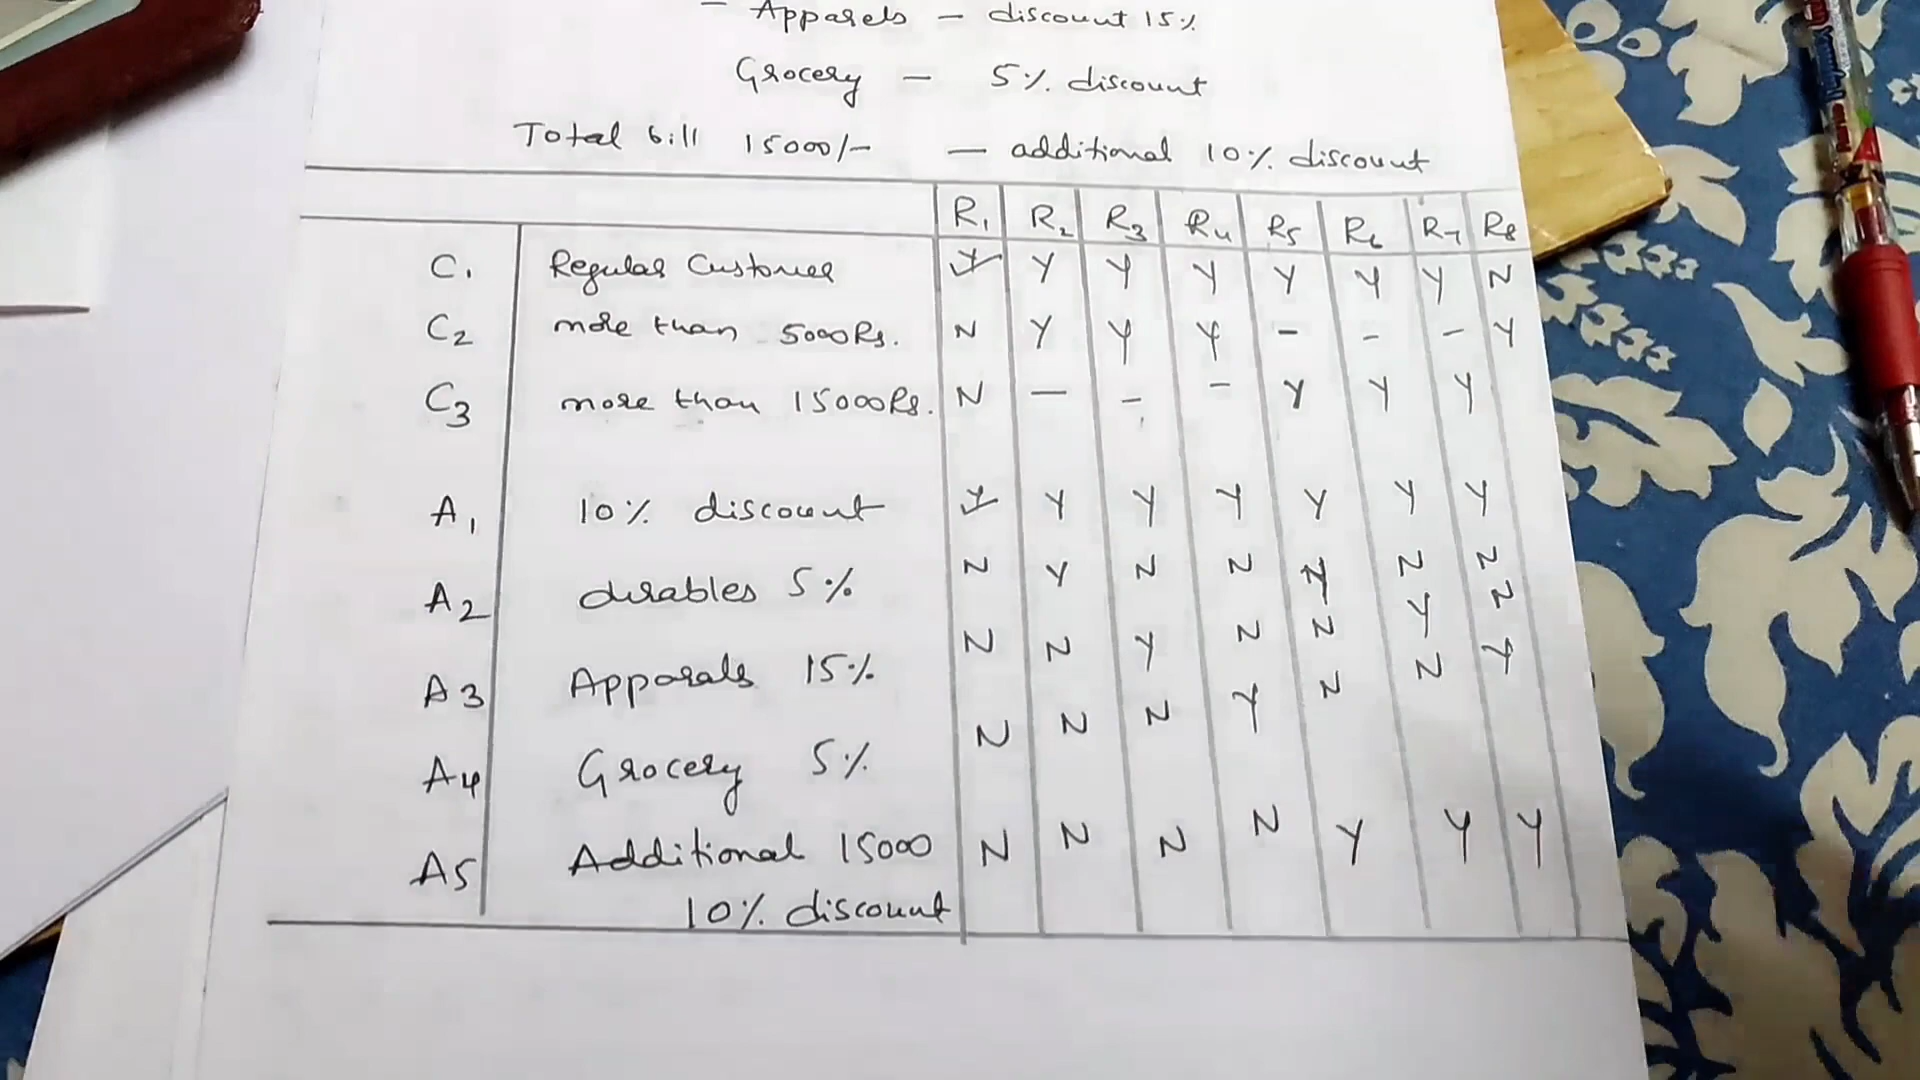 – Apparels – discount 15%
Grocery – 5% discount
Total bill 15000/- – additional 10% discount
R1 R2 R3 R4 R5 R6 R7 R8
C1 Regular Customer Y Y Y Y Y Y Y N
C2 more than 5000Rs. N Y Y Y - - - Y
C3 more than 15000Rs. N - - - Y Y Y
A1 10% discount Y Y Y Y Y Y Y
A2 durables 5% N Y N N Y N N
A3 Apparals 15% N N Y N N Y N
A4 Grocery 5% N N N Y N N Y
A5 Additional 15000 N N N N Y Y Y
10% discount